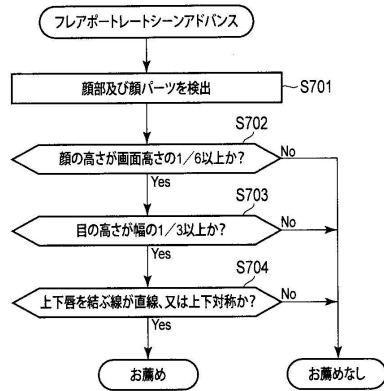 フレアポートレートシーンアドバンス
顔部及び顔パーツを検出
S701
S702
顔の高さが画面高さの1/6以上か?
No
Yes
S703
目の高さが幅の1/3以上か?
No
Yes
S704
上下唇を結ぶ線が直線、又は上下対称か?
No
Yes
お薦め
お薦めなし